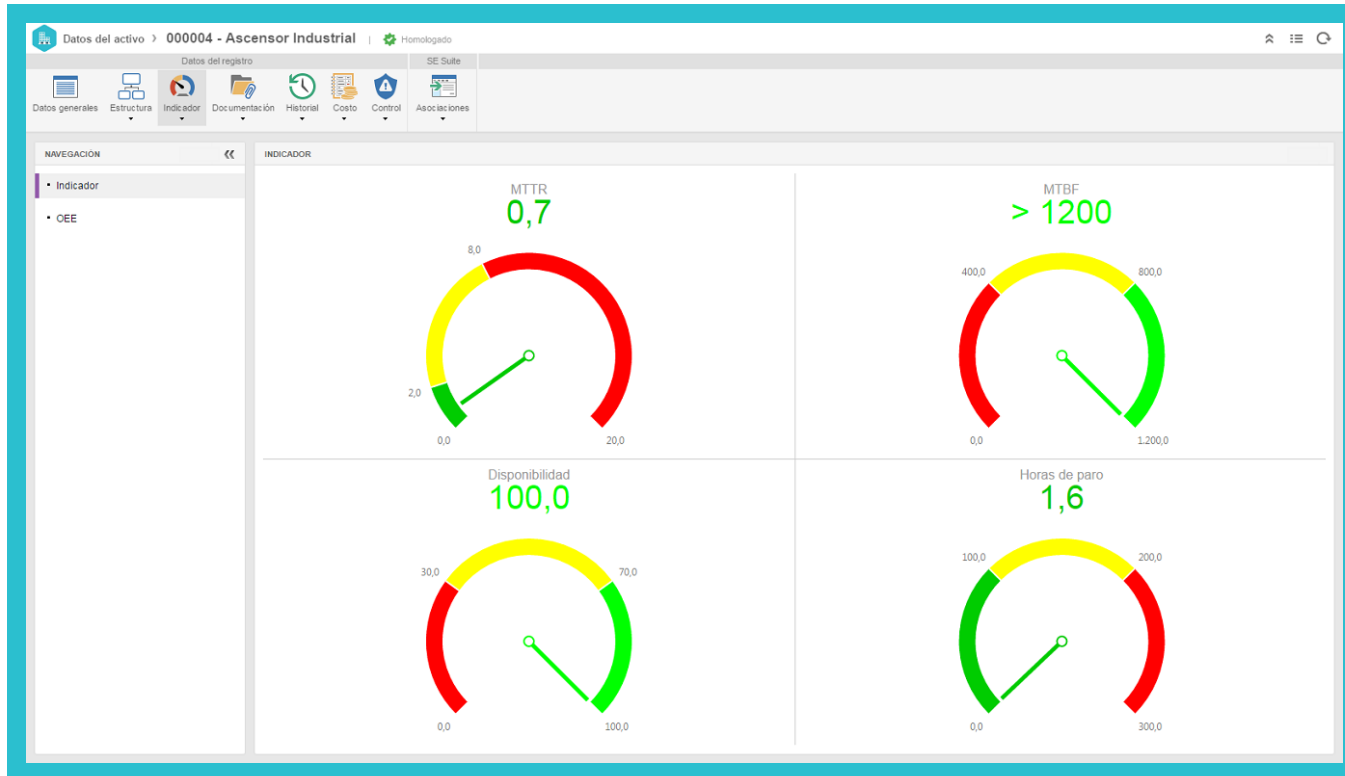 Datos del activo > 000004 - Ascensor Industrial | Homologado
Datos del registro
SE Suite
Datos generales
Estructura
Indicador
Documentación
Historial
Costo
Control
Asociaciones
NAVEGACIÓN
Indicador
OEE
INDICADOR
MTTR
0,7
8,0
2,0
0,0
20,0
MTBF
> 1200
400,0
800,0
0,0
1.200,0
Disponibilidad
100,0
30,0
70,0
0,0
100,0
Horas de paro
1,6
100,0
200,0
0,0
300,0